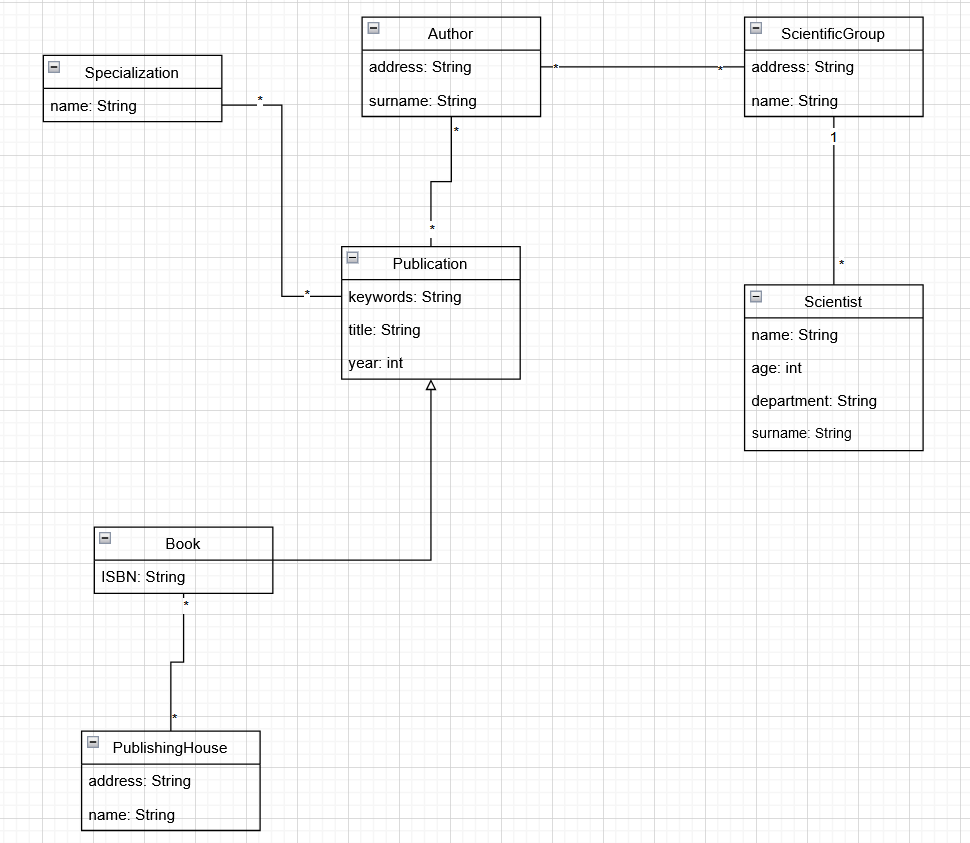 Author
address: String
surname: String
*
*
*
*
ScientificGroup
address: String
name: String
1
*
Specialization
name: String
*
*
Publication
keywords: String
title: String
year: int
Scientist
name: String
age: int
department: String
surname: String
Book
ISBN: String
*
*
PublishingHouse
address: String
name: String